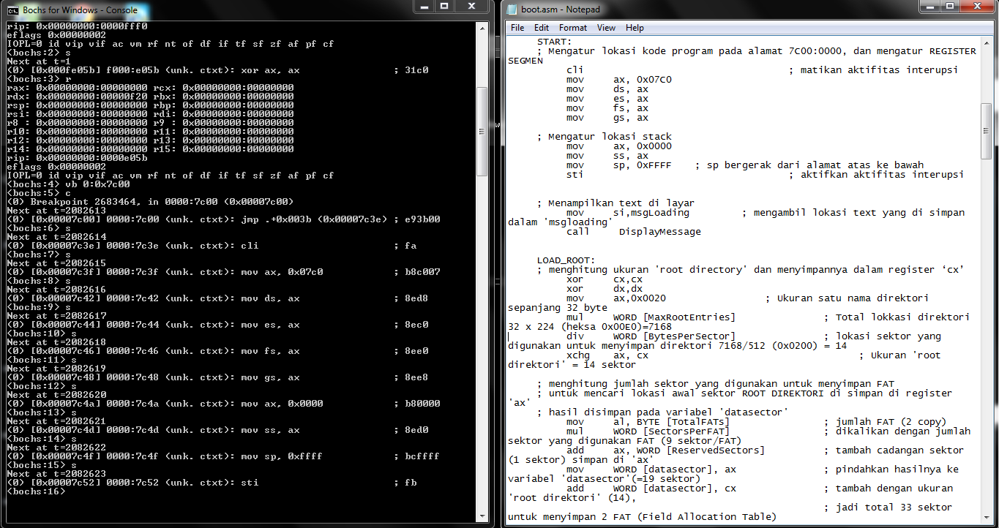 Bochs for Windows - Console
rip: 0x00000000:0000fff0
eflags 0x00000002
IOPL=0 id vip vif ac vm rf nt of df if tf sf zf af pf cf
<bochs:2> s
Next at t=1
(0) [0x000fe05b] f000:e05b (unk. ctxt): xor ax, ax ; 31c0
<bochs:3> r
rax: 0x00000000:00000000 rcx: 0x00000000:00000000
rdx: 0x00000000:00000f20 rbx: 0x00000000:00000000
rsp: 0x00000000:00000000 rbp: 0x00000000:00000000
rsi: 0x00000000:00000000 rdi: 0x00000000:00000000
r8 : 0x00000000:00000000 r9 : 0x00000000:00000000
r10: 0x00000000:00000000 r11: 0x00000000:00000000
r12: 0x00000000:00000000 r13: 0x00000000:00000000
r14: 0x00000000:00000000 r15: 0x00000000:00000000
rip: 0x00000000:0000e05b
eflags 0x00000002
IOPL=0 id vip vif ac vm rf nt of df if tf sf zf af pf cf
<bochs:4> vb 0:0x7c00
<bochs:5> c
(0) Breakpoint 2683464, in 0000:7c00 (0x00007c00)
Next at t=2082613
(0) [0x00007c00] 0000:7c00 (unk. ctxt): jmp .+0x003b (0x00007c3e) ; e93b00
<bochs:6> s
Next at t=2082614
(0) [0x00007c3e] 0000:7c3e (unk. ctxt): cli ; fa
<bochs:7> s
Next at t=2082615
(0) [0x00007c3f] 0000:7c3f (unk. ctxt): mov ax, 0x07c0 ; b8c007
<bochs:8> s
Next at t=2082616
(0) [0x00007c42] 0000:7c42 (unk. ctxt): mov ds, ax ; 8ed8
<bochs:9> s
Next at t=2082617
(0) [0x00007c44] 0000:7c44 (unk. ctxt): mov es, ax ; 8ec0
<bochs:10> s
Next at t=2082618
(0) [0x00007c46] 0000:7c46 (unk. ctxt): mov fs, ax ; 8ee0
<bochs:11> s
Next at t=2082619
(0) [0x00007c48] 0000:7c48 (unk. ctxt): mov gs, ax ; 8ee8
<bochs:12> s
Next at t=2082620
(0) [0x00007c4a] 0000:7c4a (unk. ctxt): mov ax, 0x0000 ; b80000
<bochs:13> s
Next at t=2082621
(0) [0x00007c4d] 0000:7c4d (unk. ctxt): mov ss, ax ; 8ed0
<bochs:14> s
Next at t=2082622
(0) [0x00007c4f] 0000:7c4f (unk. ctxt): mov sp, 0xffff ; bcffff
<bochs:15> s
Next at t=2082623
(0) [0x00007c52] 0000:7c52 (unk. ctxt): sti ; fb
<bochs:16>
boot.asm - Notepad
File Edit Format View Help
START:
; Mengatur lokasi kode program pada alamat 7C00:0000, dan mengatur REGISTER
SEGMEN
cli ; matikan aktifitas interupsi
mov ax, 0x07C0
mov ds, ax
mov es, ax
mov fs, ax
mov gs, ax
; Mengatur lokasi stack
mov ax, 0x0000
mov ss, ax
mov sp, 0xFFFF ; sp bergerak dari alamat atas ke bawah
sti ; aktifkan aktifitas interupsi
; Menampilkan text di layar
mov si,msgLoading ; mengambil lokasi text yang di simpan
dalam 'msgloading'
call DisplayMessage
LOAD_ROOT:
; menghitung ukuran 'root directory' dan menyimpannya dalam register ‘cx’
xor cx,cx
xor dx,dx
mov ax,0x0020 ; Ukuran satu nama direktori
sepanjang 32 byte
mul WORD [MaxRootEntries] ; Total lokkasi direktori
32 x 224 (heksa 0x00E0)=7168
div WORD [BytesPerSector] ; lokasi sektor yang
digunakan untuk menyimpan direktori 7168/512 (0x0200) = 14
xchg ax, cx ; Ukuran 'root
direktori' = 14 sektor
; menghitung jumlah sektor yang digunakan untuk menyimpan FAT
; untuk mencari lokasi awal sektor ROOT DIREKTORI di simpan di register
'ax'
; hasil disimpan pada variabel 'datasector'
mov al, BYTE [TotalFATs] ; jumlah FAT (2 copy)
mul WORD [SectorsPerFAT] ; dikalikan dengan jumlah
sektor yang digunakan FAT (9 sektor/FAT)
add ax, WORD [ReservedSectors] ; tambah cadangan sektor
(1 sektor) simpan di 'ax'
mov WORD [datasector], ax ; pindahkan hasilnya ke
variabel 'datasector'(=19 sektor)
add WORD [datasector], cx ; tambah dengan ukuran
'root direktori' (14),
; jadi total 33 sektor
untuk menyimpan 2 FAT (Field Allocation Table)